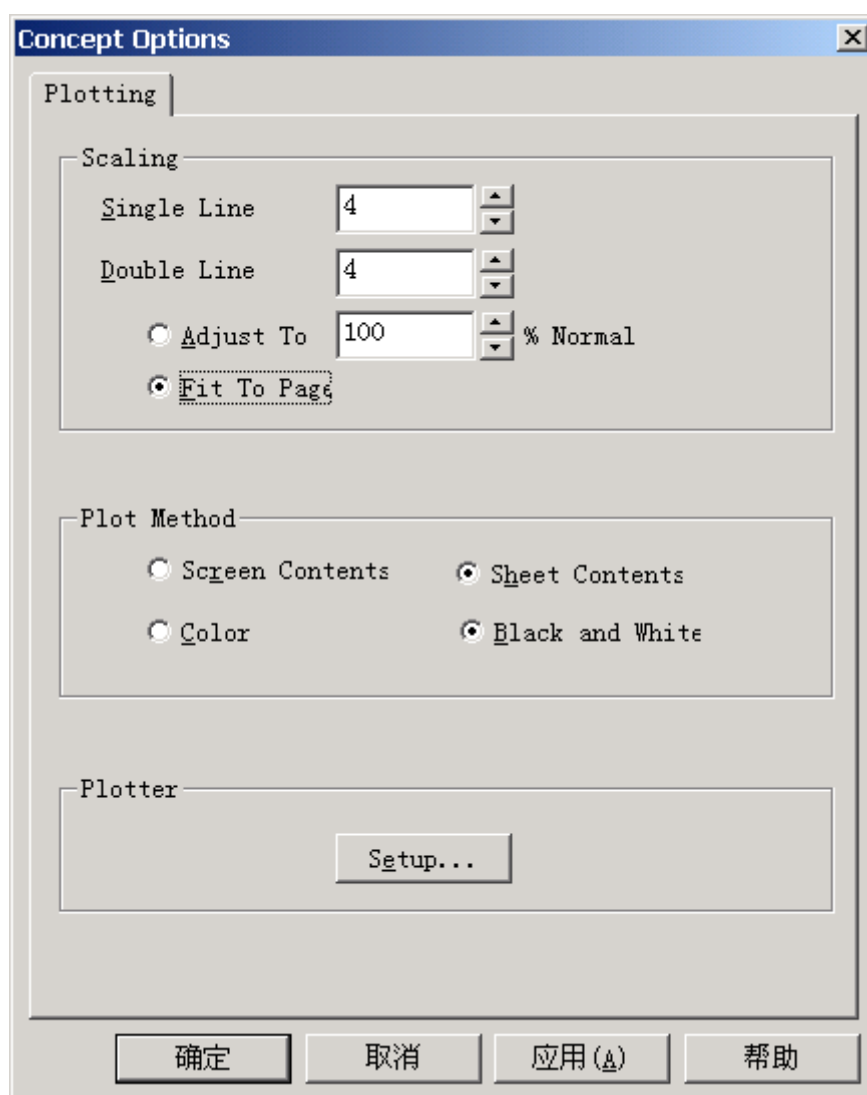 Concept Options
Plotting
Scaling
Single Line 4
Double Line 4
Adjust To 100 % Normal
Fit To Page
Plot Method
Screen Contents Sheet Contents
Color Black and White
Plotter
Setup...
确定 取消 应用(A) 帮助